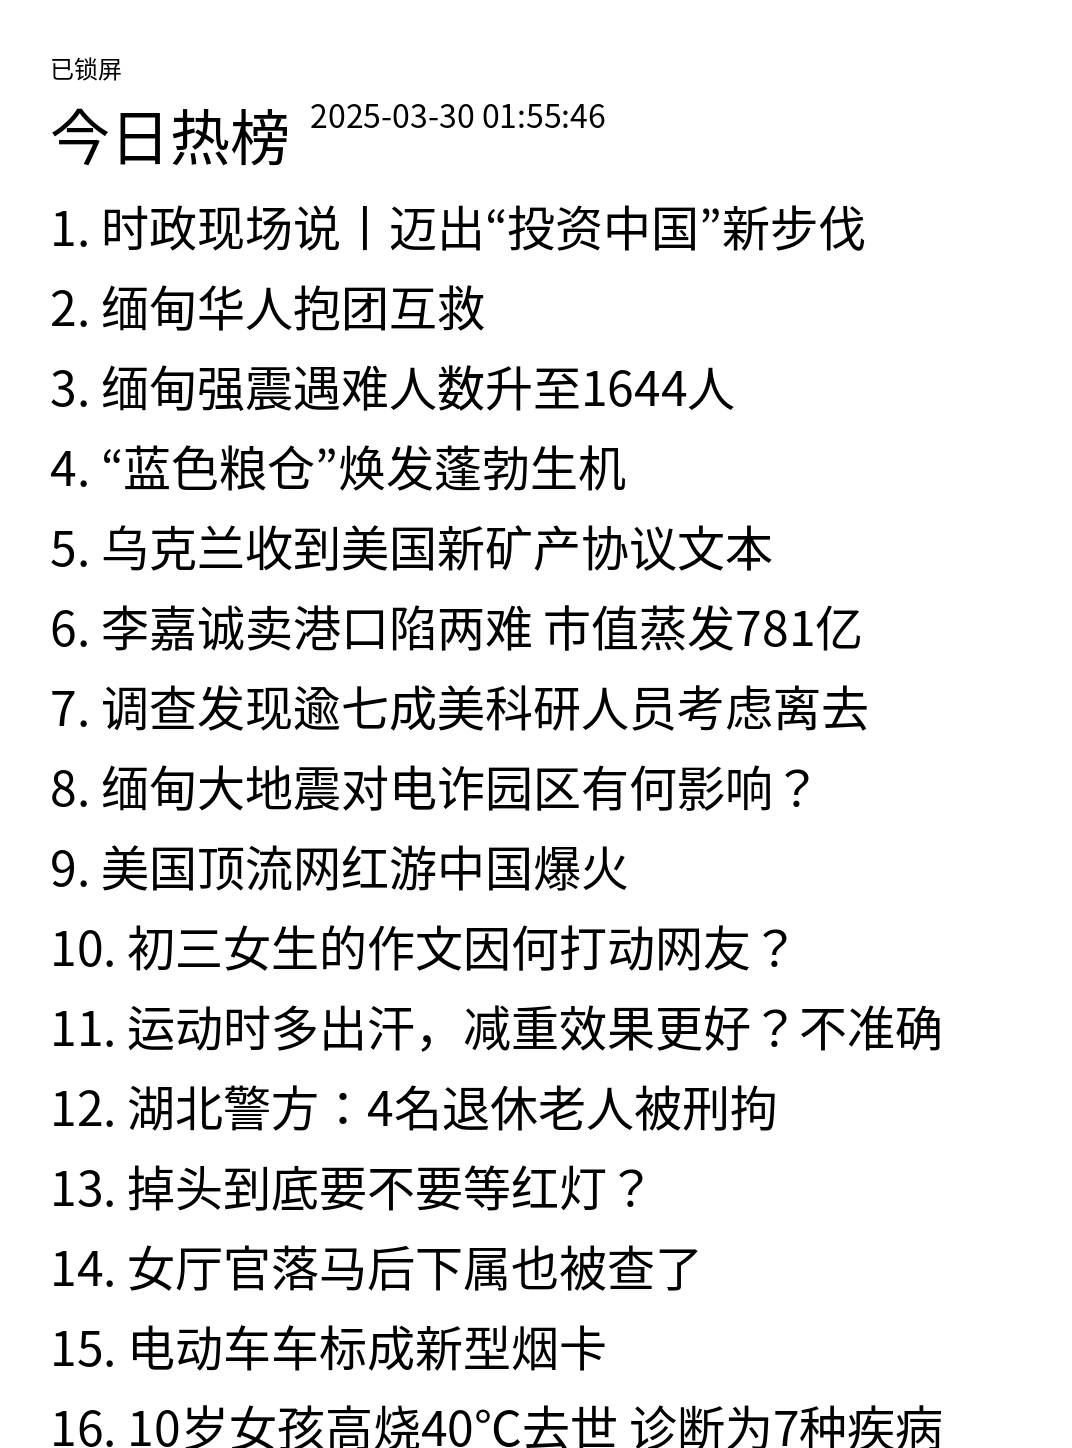 已锁屏
今日热榜 2025-03-30 01:55:46
1. 时政现场说丨迈出“投资中国”新步伐
2. 缅甸华人抱团互救
3. 缅甸强震遇难人数升至1644人
4. “蓝色粮仓”焕发蓬勃生机
5. 乌克兰收到美国新矿产协议文本
6. 李嘉诚卖港口陷两难 市值蒸发781亿
7. 调查发现逾七成美科研人员考虑离去
8. 缅甸大地震对电诈园区有何影响？
9. 美国顶流网红游中国爆火
10. 初三女生的作文因何打动网友？
11. 运动时多出汗，减重效果更好？不准确
12. 湖北警方：4名退休老人被刑拘
13. 掉头到底要不要等红灯？
14. 女厅官落马后下属也被查了
15. 电动车车标成新型烟卡
16. 10岁女孩高烧40℃去世 诊断为7种疾病